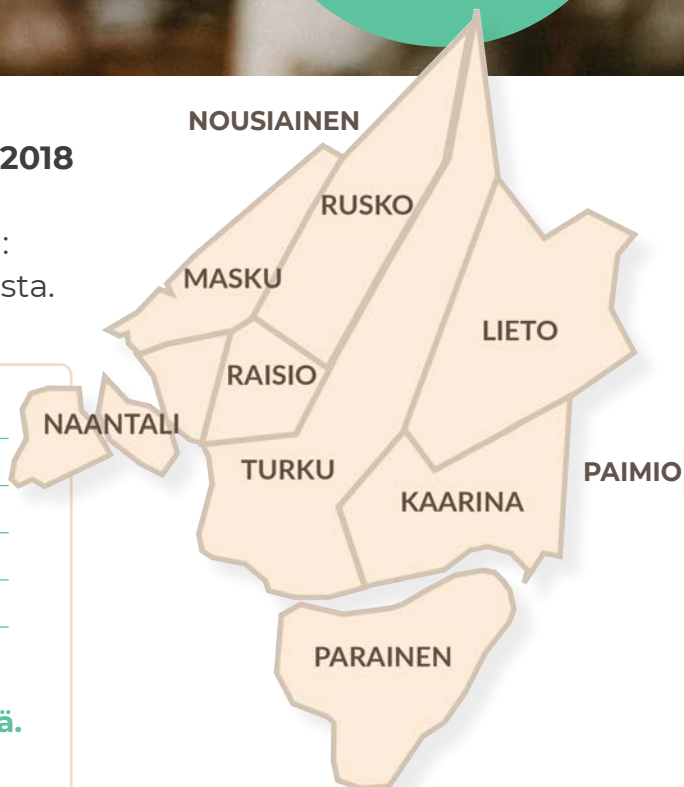 NOUSIAINEN
2018
RUSKO
:
MASKU
sta.
LIETO
RAISIO
NAANTALI
TURKU
PAIMIO
KAARINA
PARAINEN
ä.